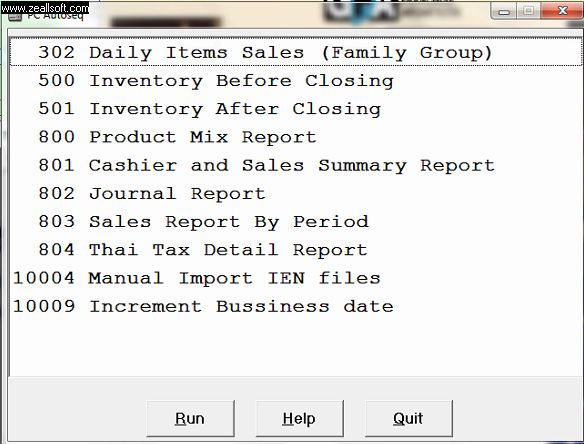 www.zeallsoft.com
PC Autoseq
302 Daily Items Sales (Family Group)
500 Inventory Before Closing
501 Inventory After Closing
800 Product Mix Report
801 Cashier and Sales Summary Report
802 Journal Report
803 Sales Report By Period
804 Thai Tax Detail Report
10004 Manual Import IEN files
10009 Increment Bussiness date
Run Help Quit